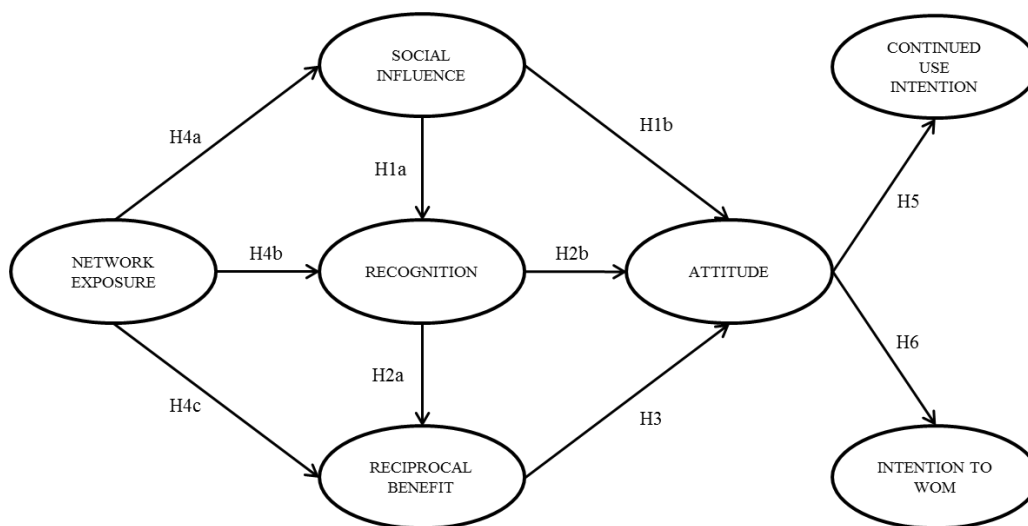 SOCIAL
INFLUENCE
CONTINUED
USE
INTENTION
H4a
H1b
H1a
H5
NETWORK
EXPOSURE
H4b
RECOGNITION
H2b
ATTITUDE
H6
H2a
H4c
H3
RECIPROCAL
BENEFIT
INTENTION TO
WOM